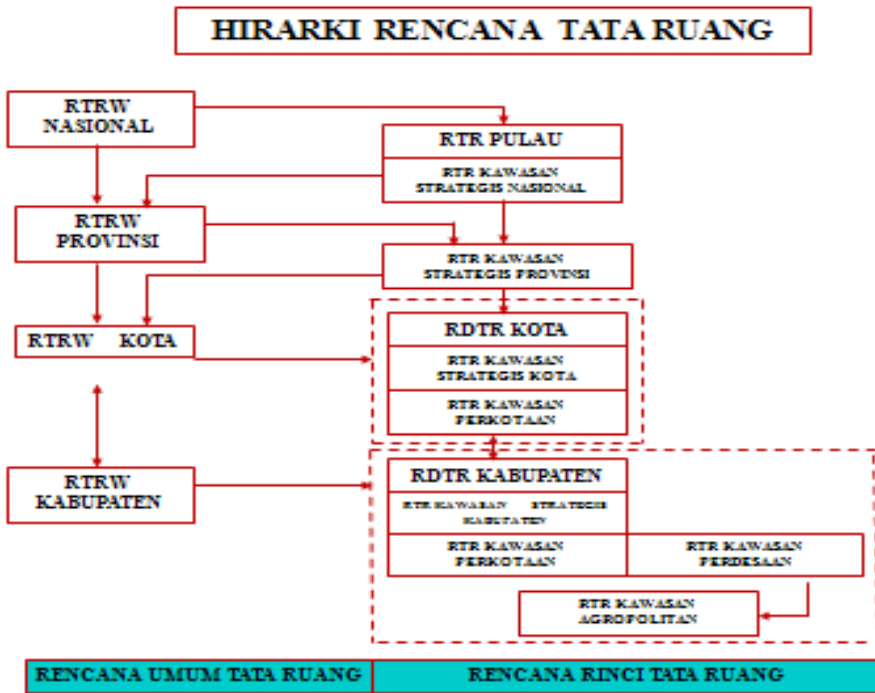 HIRARKI RENCANA TATA RUANG
RTRW
NASIONAL
RTR PULAU
RTR KAWASAN
STRATEGIS NASIONAL
RTRW
PROVINSI
RTR KAWASAN
STRATEGIS PROVINSI
RTRW KOTA
RDTR KOTA
RTR KAWASAN
STRATEGIS KOTA
RTR KAWASAN
PERKOTAAN
RTRW
KABUPATEN
RDTR KABUPATEN
RTR KAWASAN STRATEGIS
KABUPATEN
RTR KAWASAN
PERKOTAAN
RTR KAWASAN
PERDESAAN
RTR KAWASAN
AGROPOLITAN
RENCANA UMUM TATA RUANG
RENCANA RINCI TATA RUANG